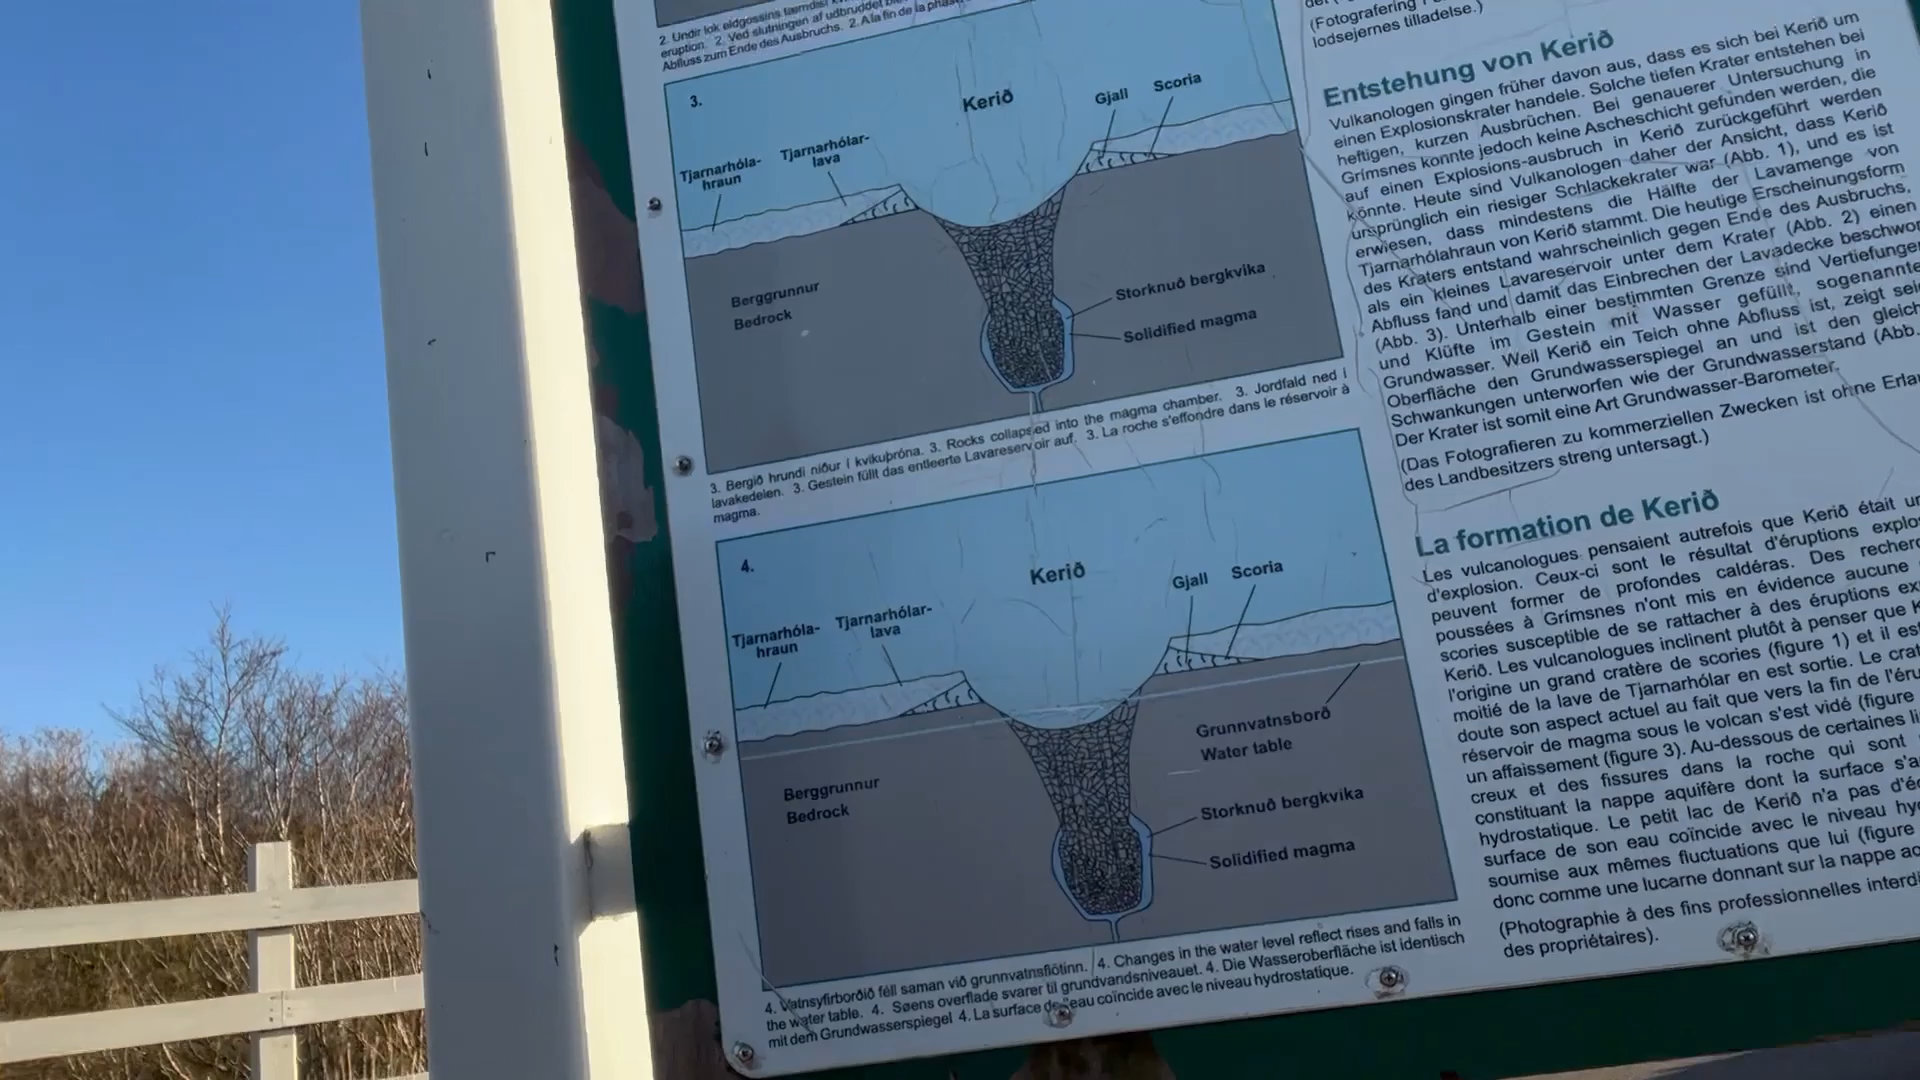 2. Undir lok eldgossins tæmdist
eruption. 2. Ved slutningen af udbruddet
Abfluss zum Ende des Ausbruchs. 2. A la fin de la phase
3.
Kerið
Gjall
Scoria
Tjarnarhóla-
hraun
Tjarnarhólar-
lava
Berggrunnur
Bedrock
Storknuð bergkvika
Solidified magma
3. Bergið hrundi niður í kvikuþróna. 3. Rocks collapsed into the magma chamber. 3. Jordfald ned i
lavakedelen. 3. Gestein füllt das entleerte Lavareservoir auf. 3. La roche s'effondre dans le réservoir à
magma.
4.
Kerið
Gjall
Scoria
Tjarnarhóla-
hraun
Tjarnarhólar-
lava
Grunnvatnsborð
Water table
Berggrunnur
Bedrock
Storknuð bergkvika
Solidified magma
4. Vatnsyfirborðið féll saman við grunnvatnsflötinn. 4. Changes in the water level reflect rises and falls in
the water table. 4. Søens overflade svarer til grundvandsniveauet. 4. Die Wasseroberfläche ist identisch
mit dem Grundwasserspiegel 4. La surface de l'eau coïncide avec le niveau hydrostatique.
(Fotografering
lodsejernes tilladelse.)
Entstehung von Kerið
Vulkanologen gingen früher davon aus, dass es sich bei Kerið um
einen Explosionskrater handele. Solche tiefen Krater entstehen bei
heftigen, kurzen Ausbrüchen. Bei genauerer Untersuchung in
Grímsnes konnte jedoch keine Ascheschicht gefunden werden, die
auf einen Explosions-ausbruch in Kerið zurückgeführt werden
könnte. Heute sind Vulkanologen daher der Ansicht, dass Kerið
ursprünglich ein riesiger Schlackekrater war (Abb. 1), und es ist
erwiesen, dass mindestens die Hälfte der Lavamenge von
Tjarnarhólahraun von Kerið stammt. Die heutige Erscheinungsform
des Kraters entstand wahrscheinlich gegen Ende des Ausbruchs,
als ein kleines Lavareservoir unter dem Krater (Abb. 2) einen
Abfluss fand und damit das Einbrechen der Lavadecke beschwor
(Abb. 3). Unterhalb einer bestimmten Grenze sind Vertiefungen
und Klüfte im Gestein mit Wasser gefüllt, sogenannte
Grundwasser. Weil Kerið ein Teich ohne Abfluss ist, zeigt sei
Oberfläche den Grundwasserspiegel an und ist den gleich
Schwankungen unterworfen wie der Grundwasserstand (Abb.
Der Krater ist somit eine Art Grundwasser-Barometer.
(Das Fotografieren zu kommerziellen Zwecken ist ohne Erlau
des Landbesitzers streng untersagt.)
La formation de Kerið
Les vulcanologues pensaient autrefois que Kerið était un
d'explosion. Ceux-ci sont le résultat d'éruptions explo
peuvent former de profondes caldéras. Des recherc
poussées à Grímsnes n'ont mis en évidence aucune
scories susceptible de se rattacher à des éruptions ex
Kerið. Les vulcanologues inclinent plutôt à penser que K
l'origine un grand cratère de scories (figure 1) et il est
moitié de la lave de Tjarnarhólar en est sortie. Le crat
doute son aspect actuel au fait que vers la fin de l'éru
réservoir de magma sous le volcan s'est vidé (figure
un affaissement (figure 3). Au-dessous de certaines li
creux et des fissures dans la roche qui sont
constituant la nappe aquifère dont la surface s'a
hydrostatique. Le petit lac de Kerið n'a pas d'éc
surface de son eau coïncide avec le niveau hyd
soumise aux mêmes fluctuations que lui (figure
donc comme une lucarne donnant sur la nappe aq
(Photographie à des fins professionnelles interdi
des propriétaires).